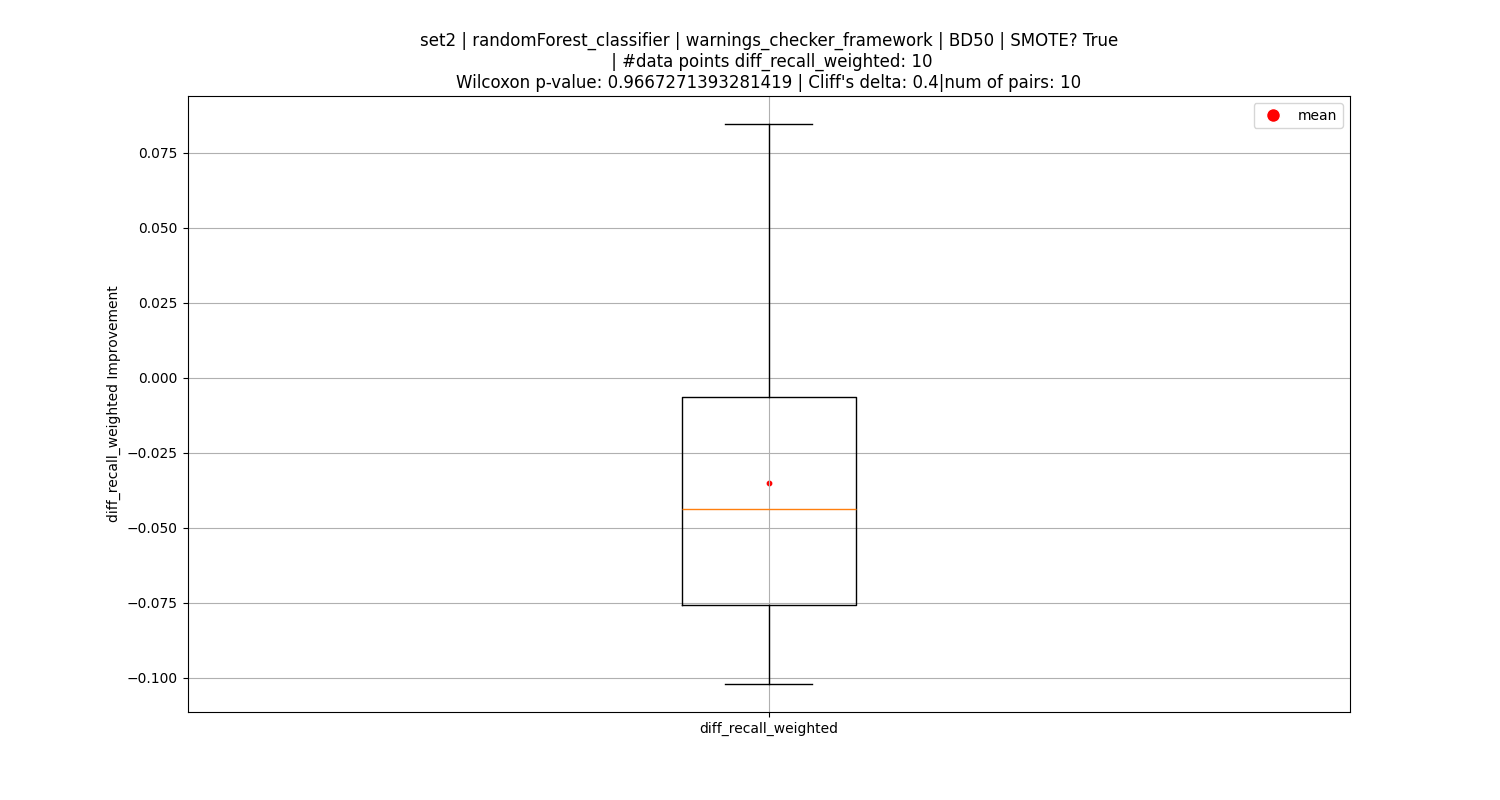 set2 | randomForest_classifier | warnings_checker_framework | BD50 | SMOTE? True
| #data points diff_recall_weighted: 10
Wilcoxon p-value: 0.9667271393281419 | Cliff's delta: 0.4|num of pairs: 10
mean
0.075
0.050
0.025
0.000
−0.025
−0.050
−0.075
−0.100
diff_recall_weighted Improvement
diff_recall_weighted